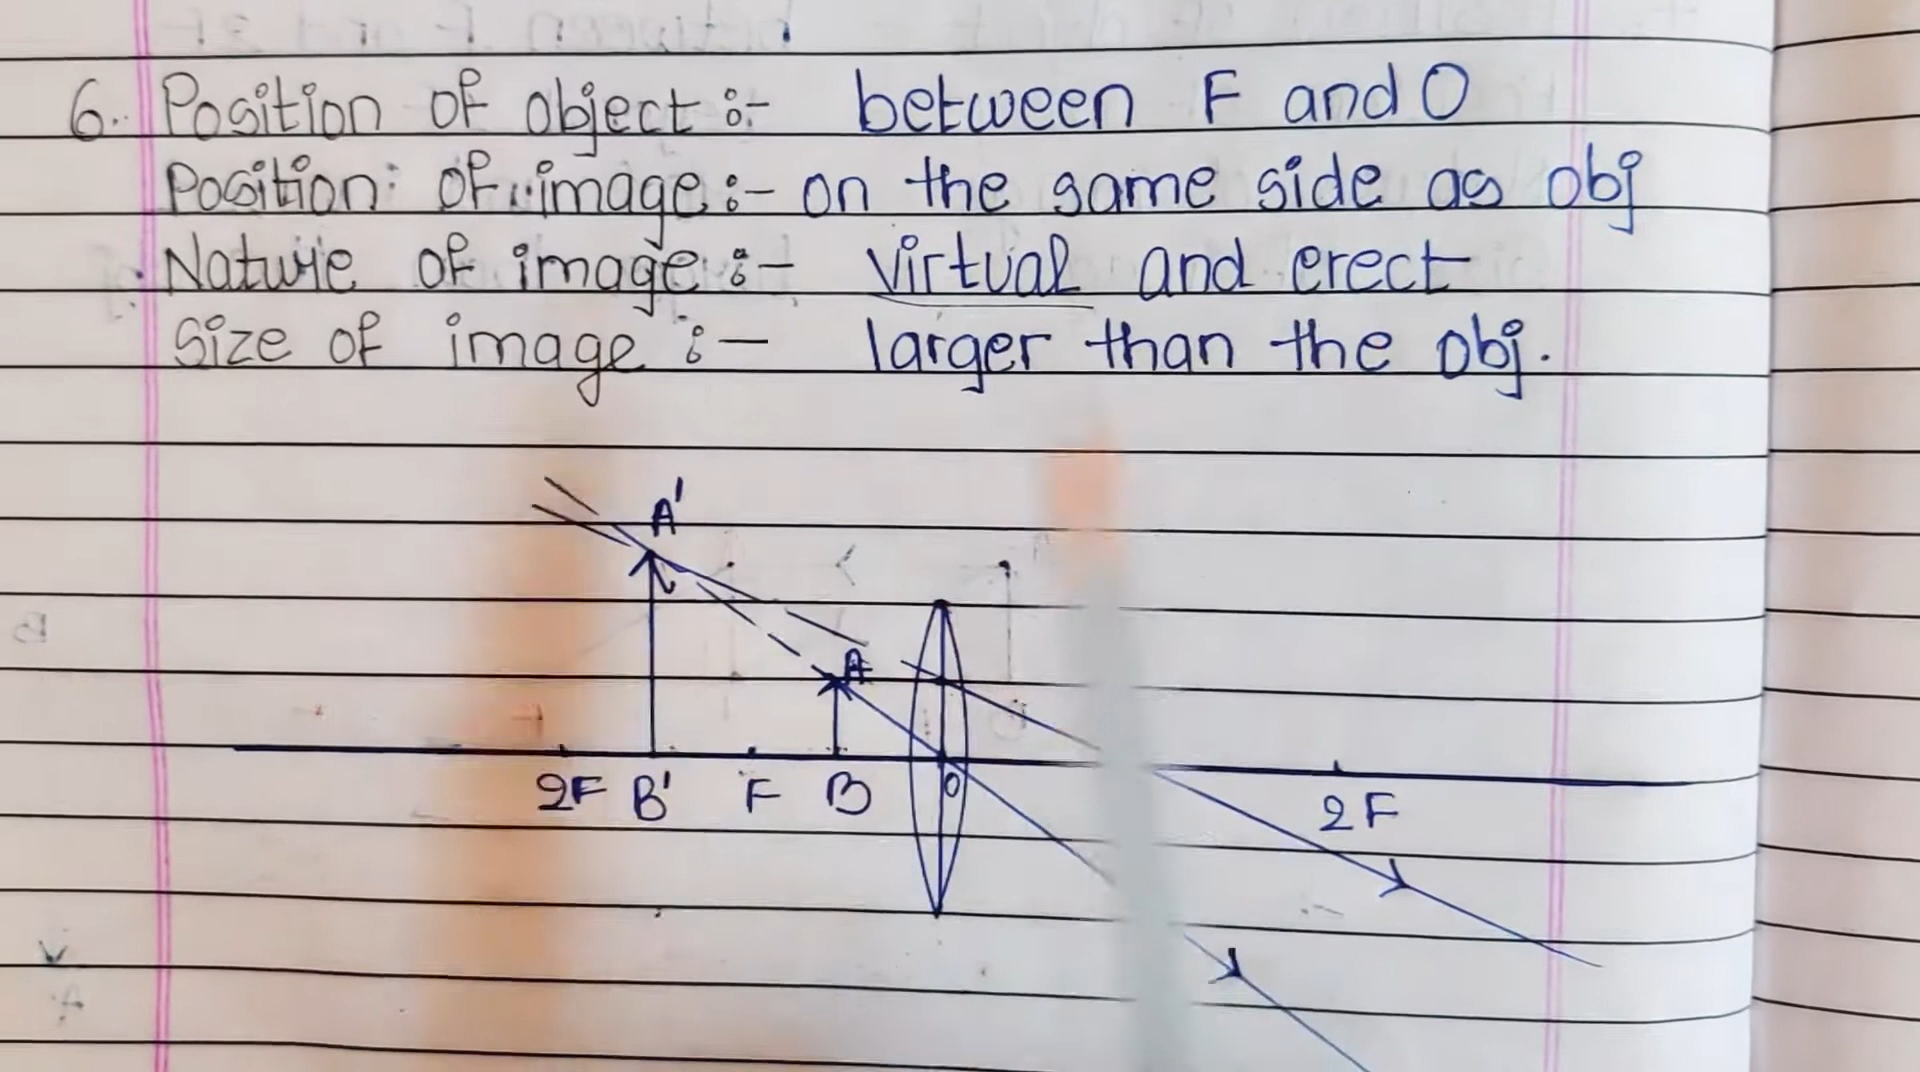 6. Position of object :- between F and O
Position of image :- on the same side as obj
Nature of image :- virtual and erect
size of image :- larger than the obj.
A'
A
2F B' F B O 2F